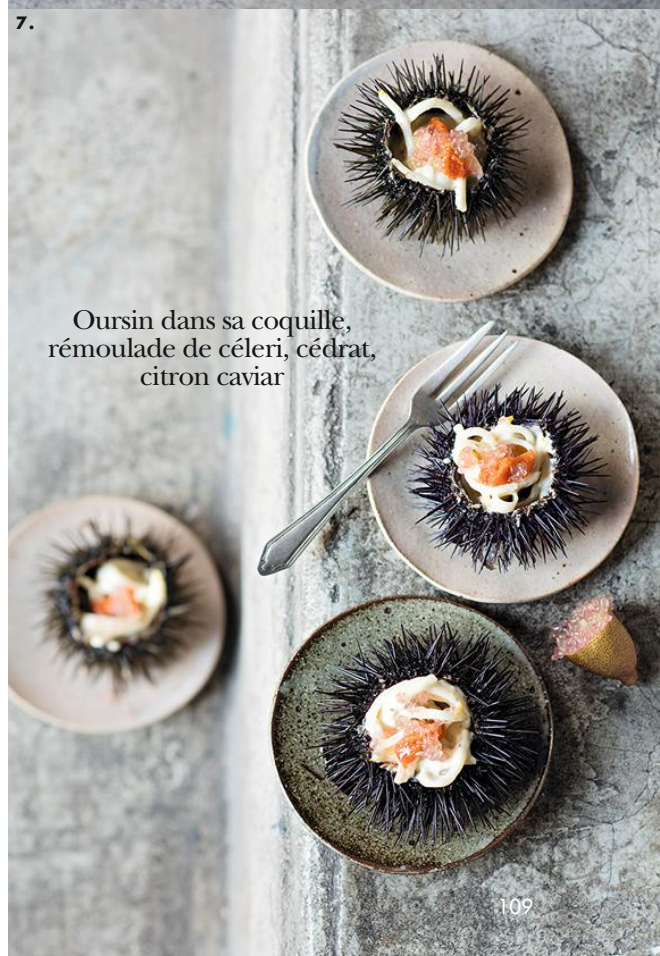 7.
Oursin dans sa coquille,
rémoulade de céleri, cédrat,
citron caviar
109